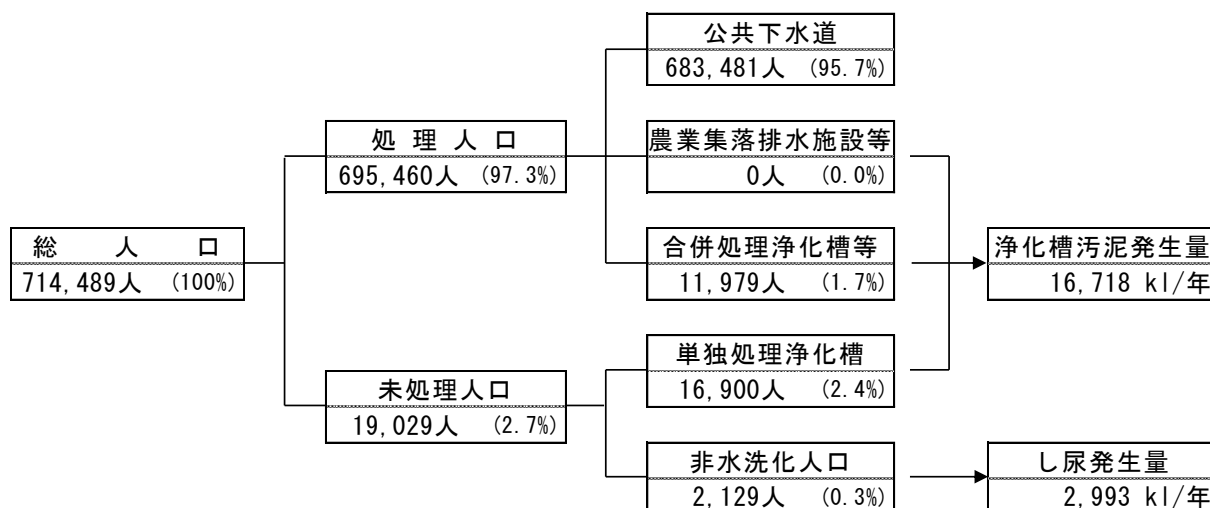 総人口
714,489人 (100%)
処理人口
695,460人 (97.3%)
未処理人口
19,029人 (2.7%)
公共下水道
683,481人 (95.7%)
農業集落排水施設等
0人 (0.0%)
合併処理浄化槽等
11,979人 (1.7%)
単独処理浄化槽
16,900人 (2.4%)
非水洗化人口
2,129人 (0.3%)
浄化槽汚泥発生量
16,718 kl/年
し尿発生量
2,993 kl/年